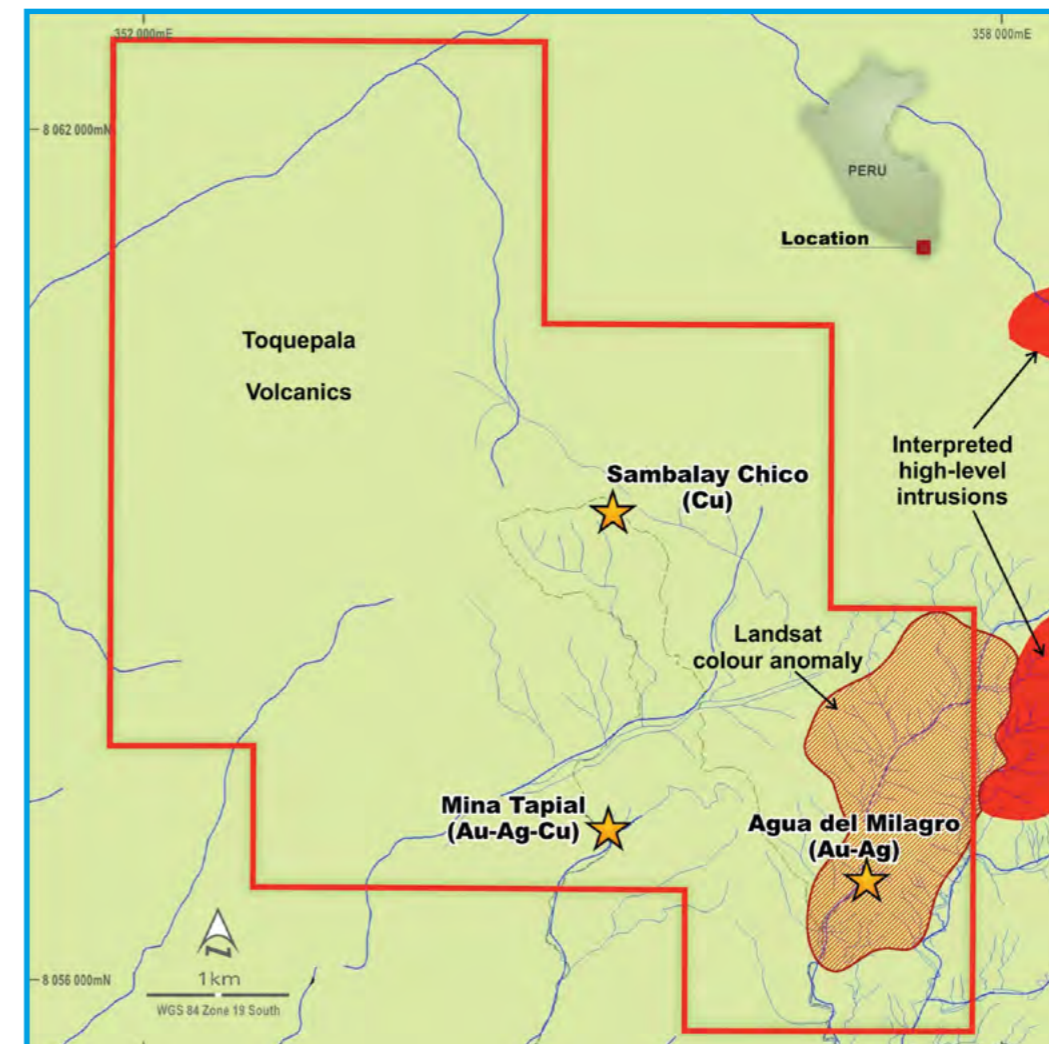 352 000mE
358 000mE
8 062 000mN
PERU
Location
Toquepala
Volcanics
Interpreted
high-level
intrusions
Sambalay Chico
(Cu)
Landsat
colour anomaly
Mina Tapial
(Au-Ag-Cu)
Agua del Milagro
(Au-Ag)
N
1km
8 056 000mN
WGS 84 Zone 19 South